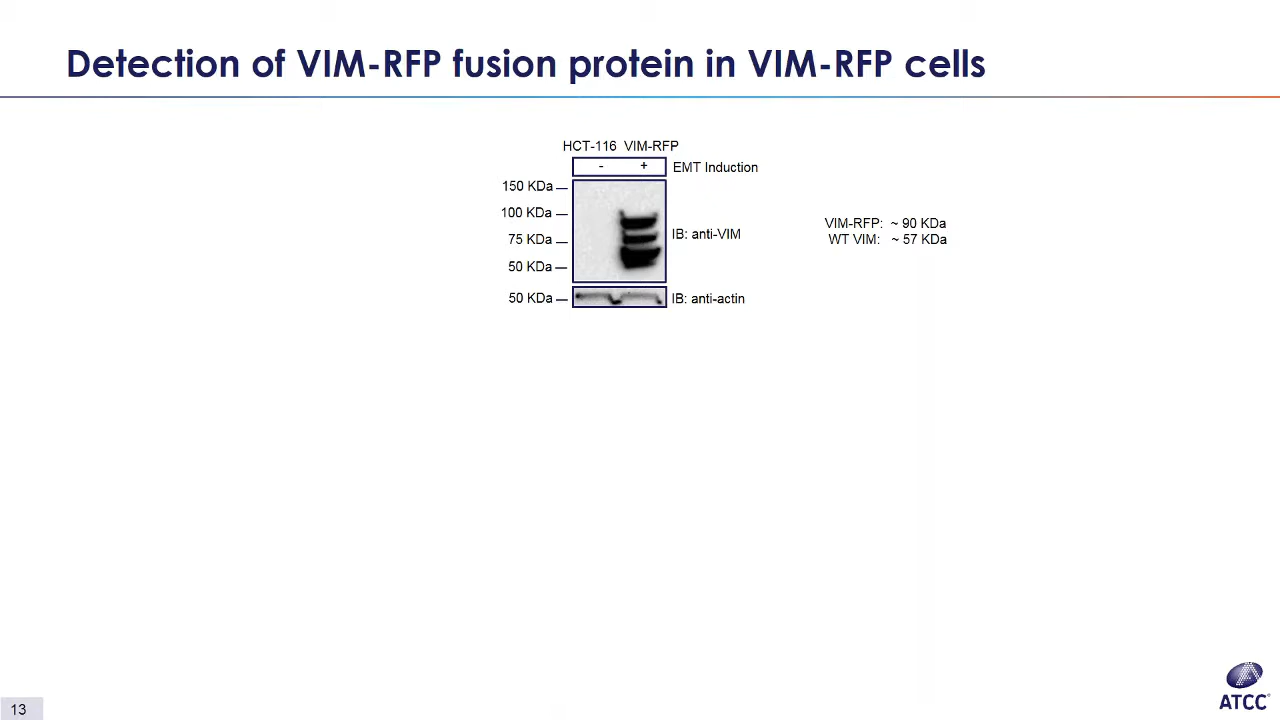 Detection of VIM-RFP fusion protein in VIM-RFP cells
HCT-116 VIM-RFP
- + EMT Induction
150 KDa
100 KDa
75 KDa
50 KDa
IB: anti-VIM
VIM-RFP: ~ 90 KDa
WT VIM: ~ 57 KDa
50 KDa
IB: anti-actin
13
ATCC®